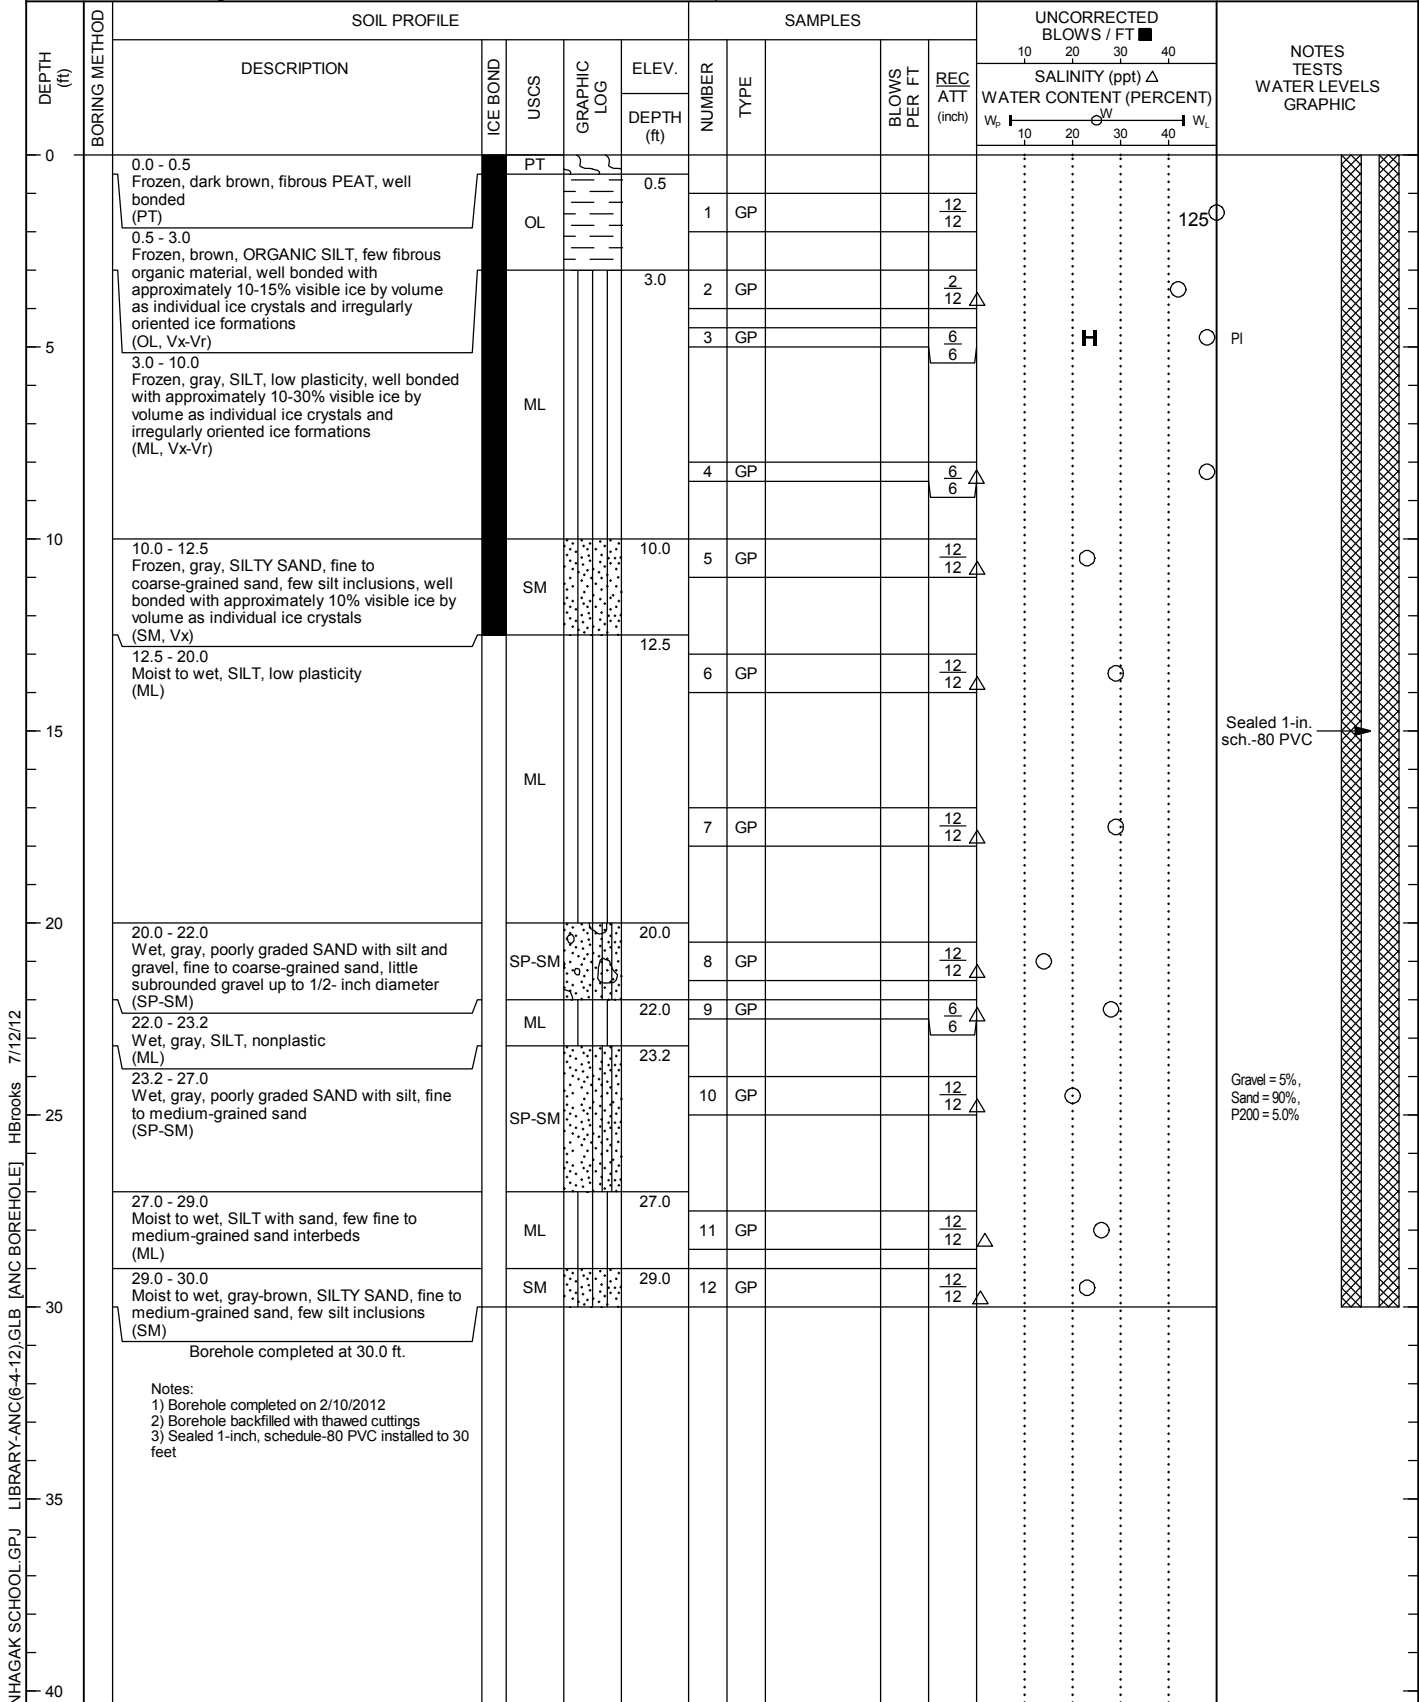 SOIL PROFILE
SAMPLES
UNCORRECTED
BLOWS / FT ■
10 20 30 40
SALINITY (ppt) △
WATER CONTENT (PERCENT)
Wp W WL
10 20 30 40
NOTES
TESTS
WATER LEVELS
GRAPHIC
DEPTH
(ft)
BORING METHOD
DESCRIPTION
ICE BOND
USCS
GRAPHIC
LOG
ELEV.
DEPTH
(ft)
NUMBER
TYPE
BLOWS
PER FT
REC
ATT
(inch)
0
0.0 - 0.5
Frozen, dark brown, fibrous PEAT, well
bonded
(PT)
PT
0.5
0.5 - 3.0
Frozen, brown, ORGANIC SILT, few fibrous
organic material, well bonded with
approximately 10-15% visible ice by volume
as individual ice crystals and irregularly
oriented ice formations
(OL, Vx-Vr)
OL
3.0
1 GP 12
12
125
2 GP 2
12
3 GP 6
6
PI
5
3.0 - 10.0
Frozen, gray, SILT, low plasticity, well bonded
with approximately 10-30% visible ice by
volume as individual ice crystals and
irregularly oriented ice formations
(ML, Vx-Vr)
ML
4 GP 6
6
10
10.0 - 12.5
Frozen, gray, SILTY SAND, fine to
coarse-grained sand, few silt inclusions, well
bonded with approximately 10% visible ice by
volume as individual ice crystals
(SM, Vx)
SM
10.0
5 GP 12
12
12.5
12.5 - 20.0
Moist to wet, SILT, low plasticity
(ML)
6 GP 12
12
15
ML
Sealed 1-in.
sch.-80 PVC
7 GP 12
12
20
20.0 - 22.0
Wet, gray, poorly graded SAND with silt and
gravel, fine to coarse-grained sand, little
subrounded gravel up to 1/2- inch diameter
(SP-SM)
SP-SM
20.0
8 GP 12
12
22.0 - 23.2
Wet, gray, SILT, nonplastic
(ML)
ML
22.0
9 GP 6
6
23.2
23.2 - 27.0
Wet, gray, poorly graded SAND with silt, fine
to medium-grained sand
(SP-SM)
SP-SM
10 GP 12
12
Gravel = 5%,
Sand = 90%,
P200 = 5.0%
25
27.0 - 29.0
Moist to wet, SILT with sand, few fine to
medium-grained sand interbeds
(ML)
ML
27.0
11 GP 12
12
29.0 - 30.0
Moist to wet, gray-brown, SILTY SAND, fine to
medium-grained sand, few silt inclusions
(SM)
SM
29.0
12 GP 12
12
30
Borehole completed at 30.0 ft.
Notes:
1) Borehole completed on 2/10/2012
2) Borehole backfilled with thawed cuttings
3) Sealed 1-inch, schedule-80 PVC installed to 30
feet
35
40
NHAGAK SCHOOL.GPJ LIBRARY-ANC(6-4-12).GLB [ANC BOREHOLE] HBrooks 7/12/12